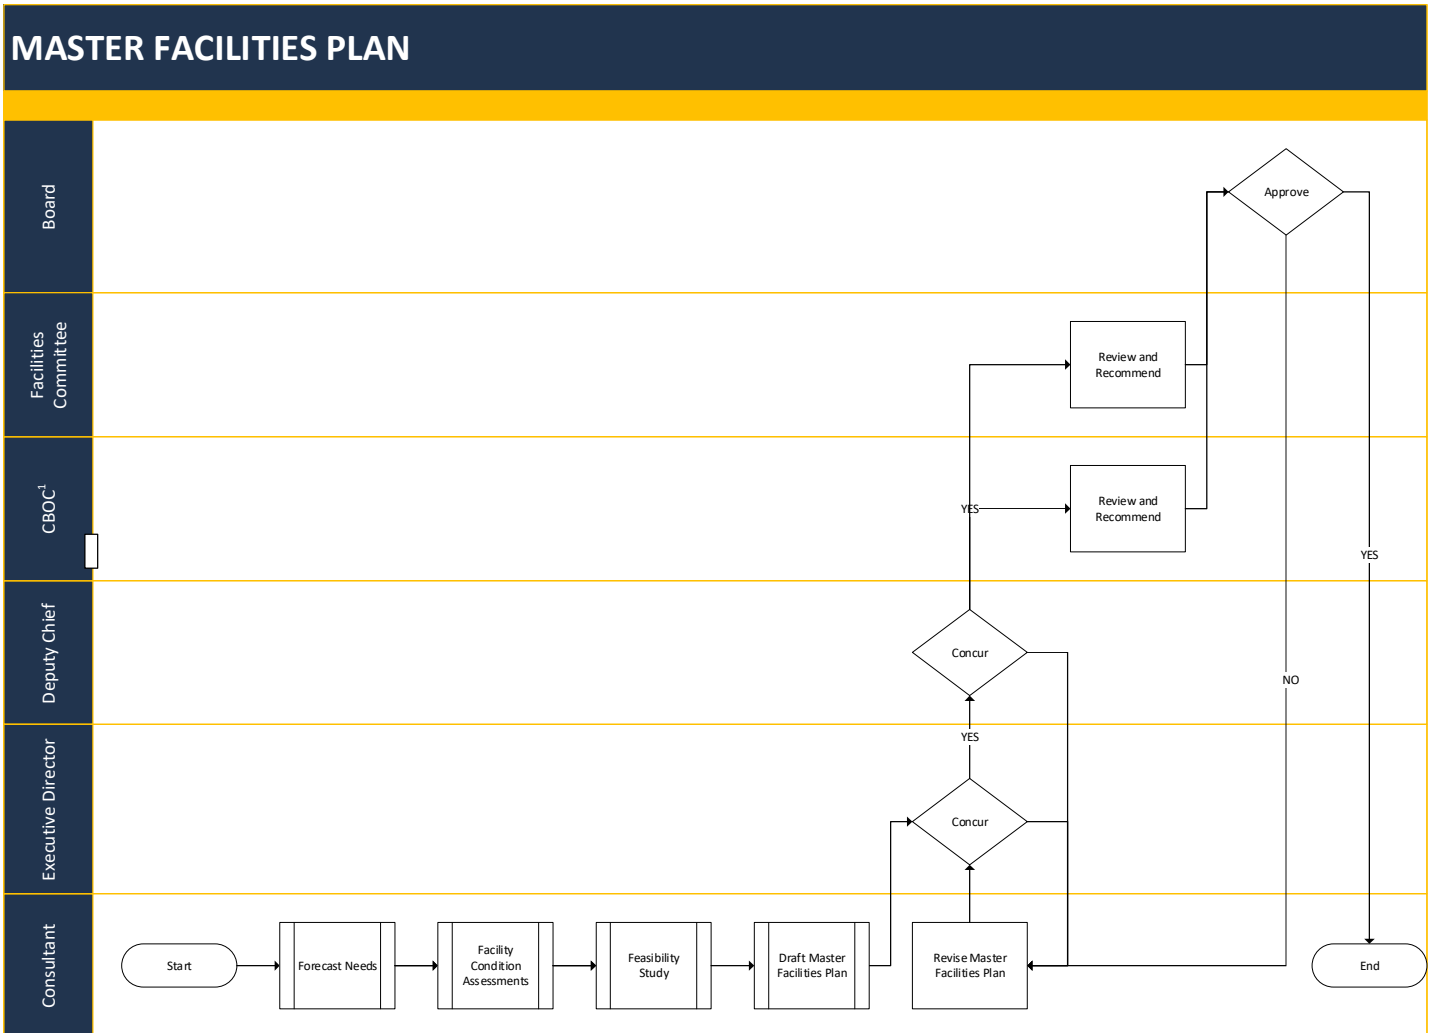 MASTER FACILITIES PLAN
Board
Approve
Facilities
Committee
Review and
Recommend
CBOC¹
YES
Review and
Recommend
YES
Deputy Chief
Concur
NO
YES
Executive Director
Concur
Consultant
Start
Forecast Needs
Facility
Condition
Assessments
Feasibility
Study
Draft Master
Facilities Plan
Revise Master
Facilities Plan
End